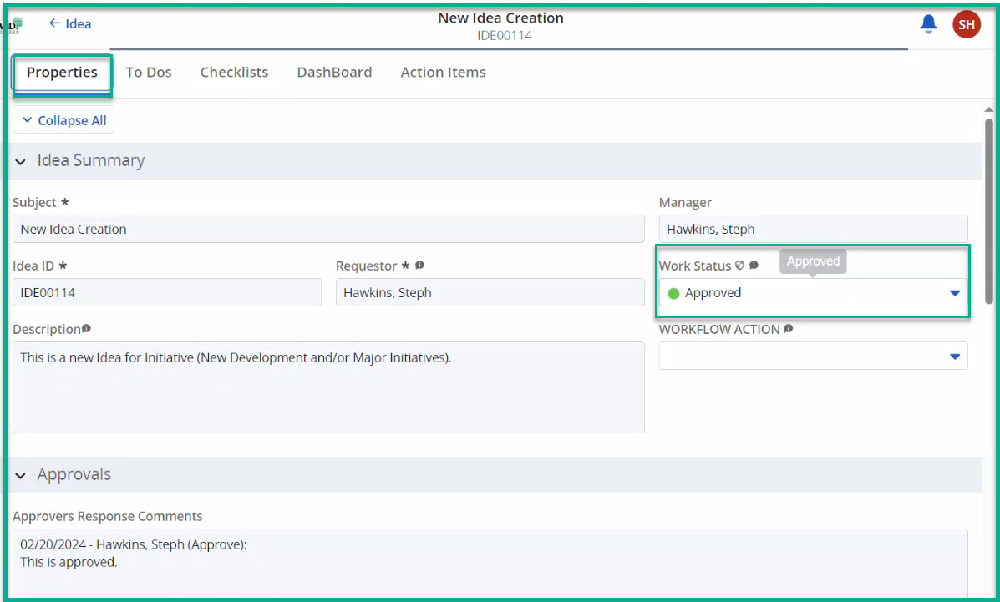 Idea
New Idea Creation
IDE00114
SH
Properties
To Dos
Checklists
DashBoard
Action Items
Collapse All
Idea Summary
Subject *
Manager
New Idea Creation
Hawkins, Steph
Idea ID *
Requestor *
Work Status
Approved
IDE00114
Hawkins, Steph
Approved
Description
WORKFLOW ACTION
This is a new Idea for Initiative (New Development and/or Major Initiatives).
Approvals
Approvers Response Comments
02/20/2024 - Hawkins, Steph (Approve):
This is approved.